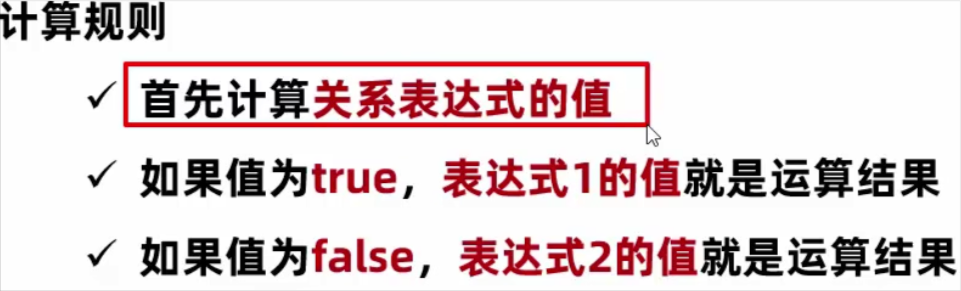 计算规则
✓ 首先计算关系表达式的值
✓ 如果值为true，表达式1的值就是运算结果
✓ 如果值为false，表达式2的值就是运算结果